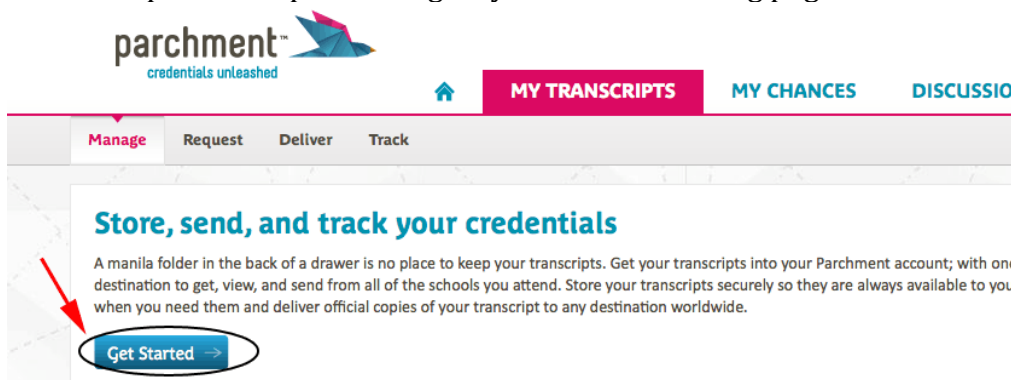 parchment™
credentials unleashed
MY TRANSCRIPTS MY CHANCES DISCUSSIO
Manage Request Deliver Track
Store, send, and track your credentials
A manila folder in the back of a drawer is no place to keep your transcripts. Get your transcripts into your Parchment account; with one
destination to get, view, and send from all of the schools you attend. Store your transcripts securely so they are always available to you
when you need them and deliver official copies of your transcript to any destination worldwide.
Get Started →